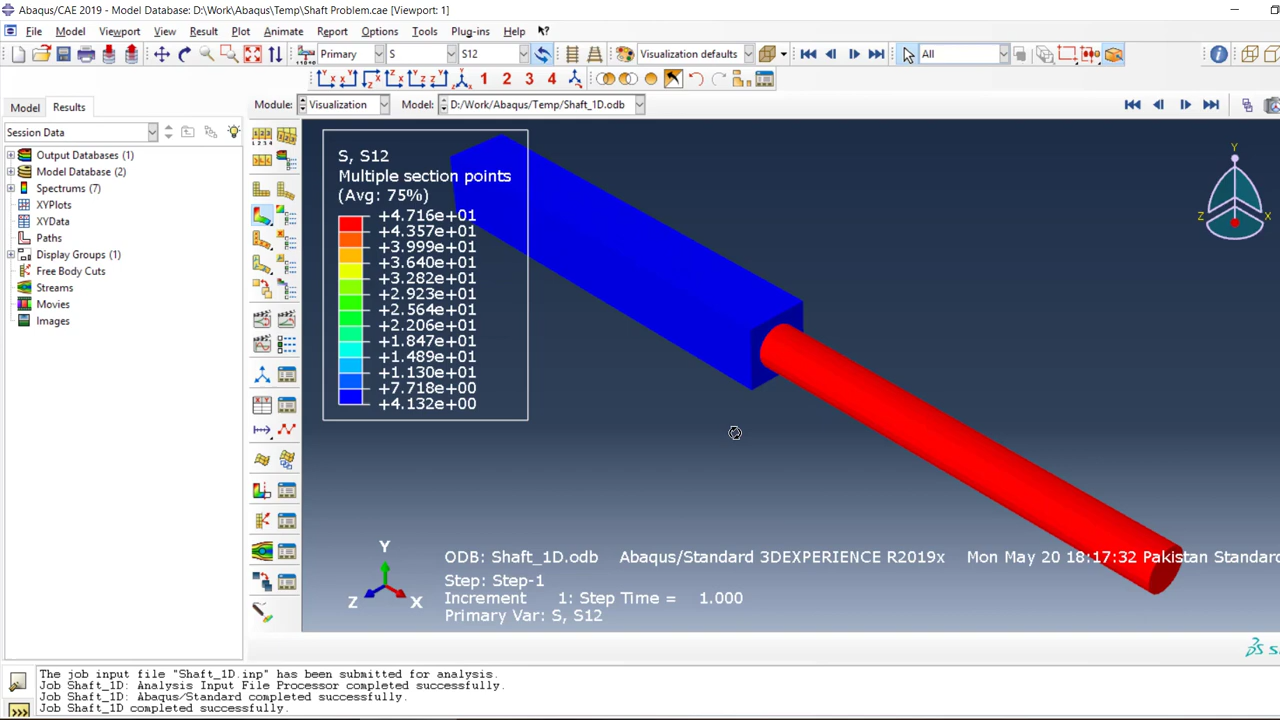 Abaqus/CAE 2019 - Model Database: D:\Work\Abaqus\Temp\Shaft Problem.cae [Viewport: 1]
File Model Viewport View Result Plot Animate Report Options Tools Plug-ins Help
Primary S S12 Visualization defaults All
1 2 3 4
Model Results Module: Visualization Model: D:/Work/Abaqus/Temp/Shaft_1D.odb
Session Data
Output Databases (1)
Model Database (2)
Spectrums (7)
XYPlots
XYData
Paths
Display Groups (1)
Free Body Cuts
Streams
Movies
Images
S, S12
Multiple section points
(Avg: 75%)
+4.716e+01
+4.357e+01
+3.999e+01
+3.640e+01
+3.282e+01
+2.923e+01
+2.564e+01
+2.206e+01
+1.847e+01
+1.489e+01
+1.130e+01
+7.718e+00
+4.132e+00
Y
Z X
Y
Z X
ODB: Shaft_1D.odb Abaqus/Standard 3DEXPERIENCE R2019x Mon May 20 18:17:32 Pakistan Standard
Step: Step-1
Increment 1: Step Time = 1.000
Primary Var: S, S12
The job input file "Shaft_1D.inp" has been submitted for analysis.
Job Shaft_1D: Analysis Input File Processor completed successfully.
Job Shaft_1D: Abaqus/Standard completed successfully.
Job Shaft_1D completed successfully.
>>>